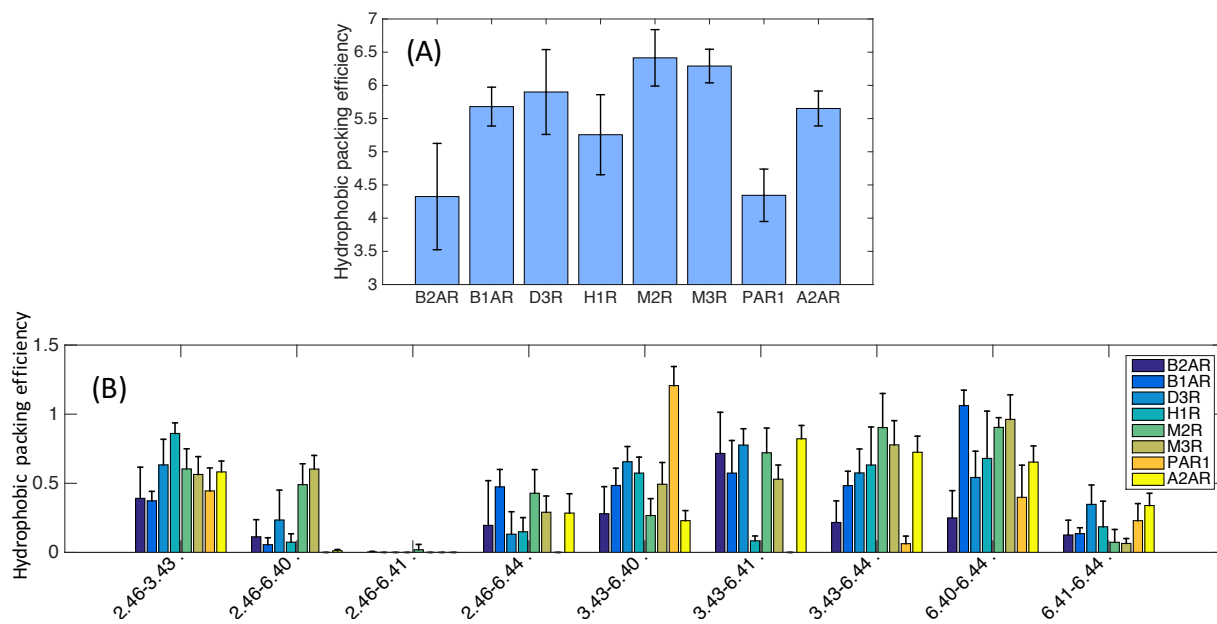 (A)
Hydrophobic packing efficiency
7
6.5
6
5.5
5
4.5
4
3.5
3
B2AR B1AR D3R H1R M2R M3R PAR1 A2AR
(B)
Hydrophobic packing efficiency
1.5
1
0.5
0
2.46-3.43.
2.46-6.40.
2.46-6.41.
2.46-6.44.
3.43-6.40.
3.43-6.41.
3.43-6.44.
6.40-6.44.
6.41-6.44.
B2AR
B1AR
D3R
H1R
M2R
M3R
PAR1
A2AR